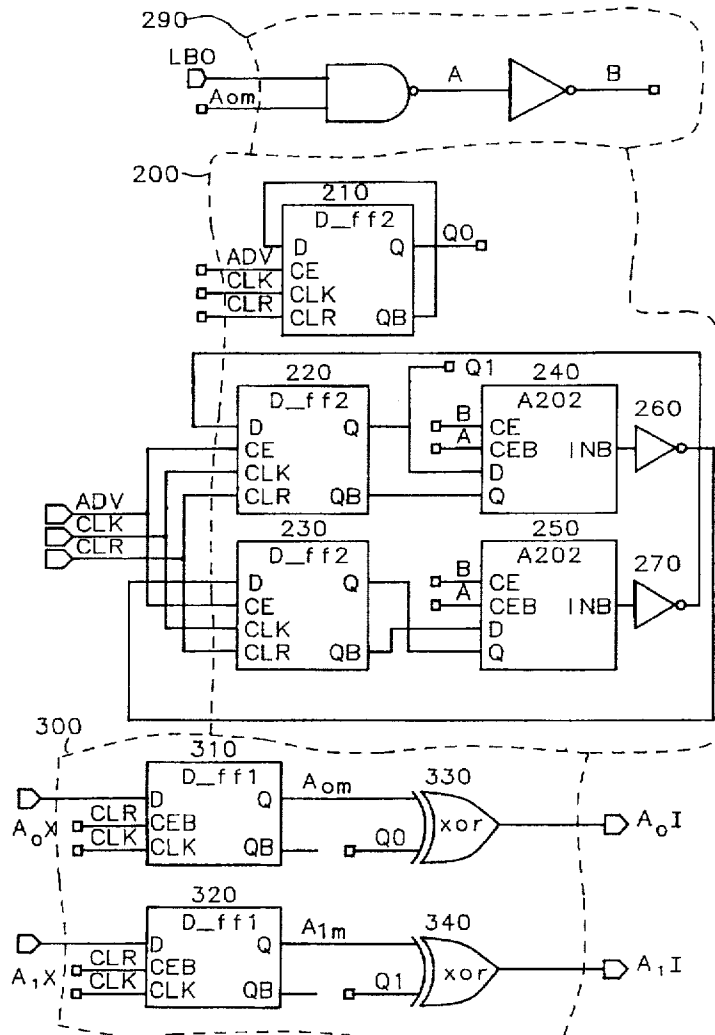 290
LBO
Aom
A
B
200
210
D_ff2
D
Q
Q0
ADV
CE
CLK
CLK
CLR
CLR
QB
Q1
220
240
260
D_ff2
A202
D
Q
B
CE
CE
A
CEB
INB
CLK
D
ADV
CLR
QB
Q
CLK
CLR
230
250
270
D_ff2
A202
D
Q
B
CE
CE
A
CEB
INB
CLK
D
CLR
QB
Q
300
310
330
D_ff1
D
Q
Aom
xor
A₀X
CLR
CEB
CLK
CLK
QB
Q0
A₀I
320
340
D_ff1
D
Q
A₁m
xor
A₁X
CLR
CEB
CLK
CLK
QB
Q1
A₁I